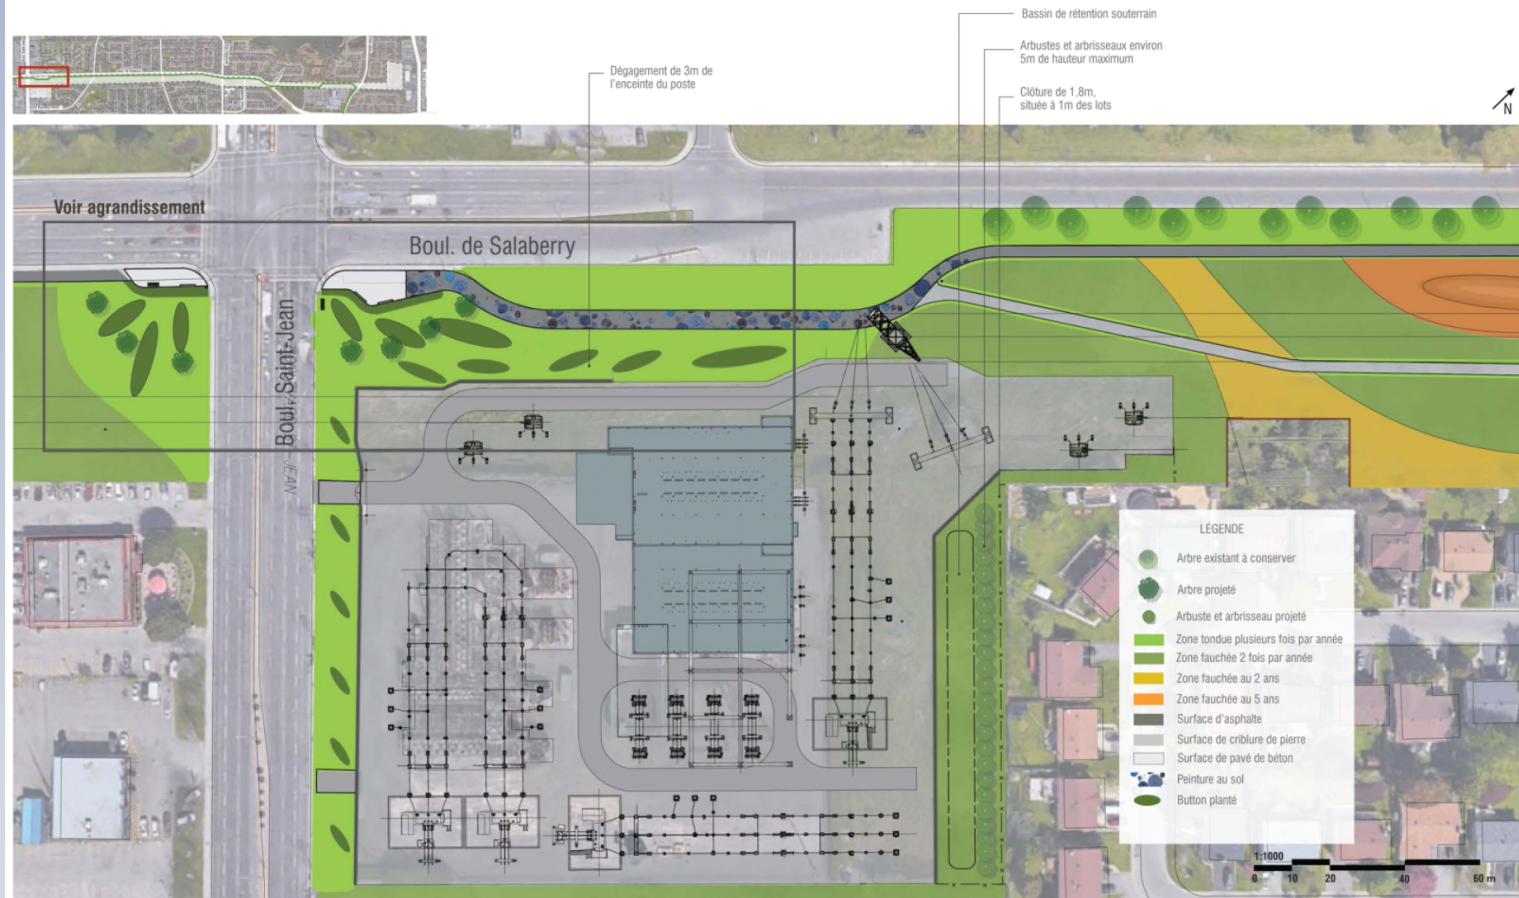 Bassin de rétention souterrain
Arbustes et arbrisseaux environ
5m de hauteur maximum
Dégagement de 3m de
l'enceinte du poste
Clôture de 1,8m,
située à 1m des lots
N
Voir agrandissement
Boul. de Salaberry
Boul. Saint-Jean
JEAN
LÉGENDE
Arbre existant à conserver
Arbre projeté
Arbuste et arbrisseau projeté
Zone tondue plusieurs fois par année
Zone fauchée 2 fois par année
Zone fauchée au 2 ans
Zone fauchée au 5 ans
Surface d'asphalte
Surface de criblure de pierre
Surface de pavé de béton
Peinture au sol
Button planté
1:1000
0 10 20 40 60 m